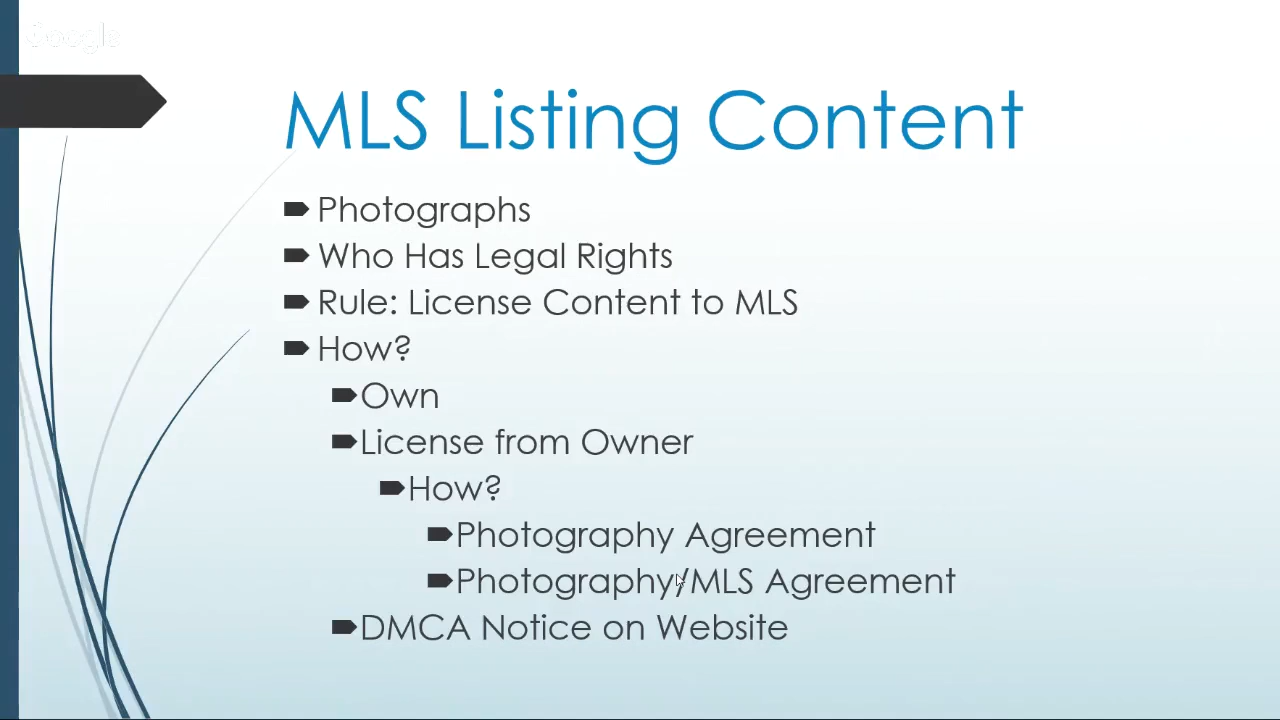 Google
MLS Listing Content
Photographs
Who Has Legal Rights
Rule: License Content to MLS
How?
Own
License from Owner
How?
Photography Agreement
Photography/MLS Agreement
DMCA Notice on Website